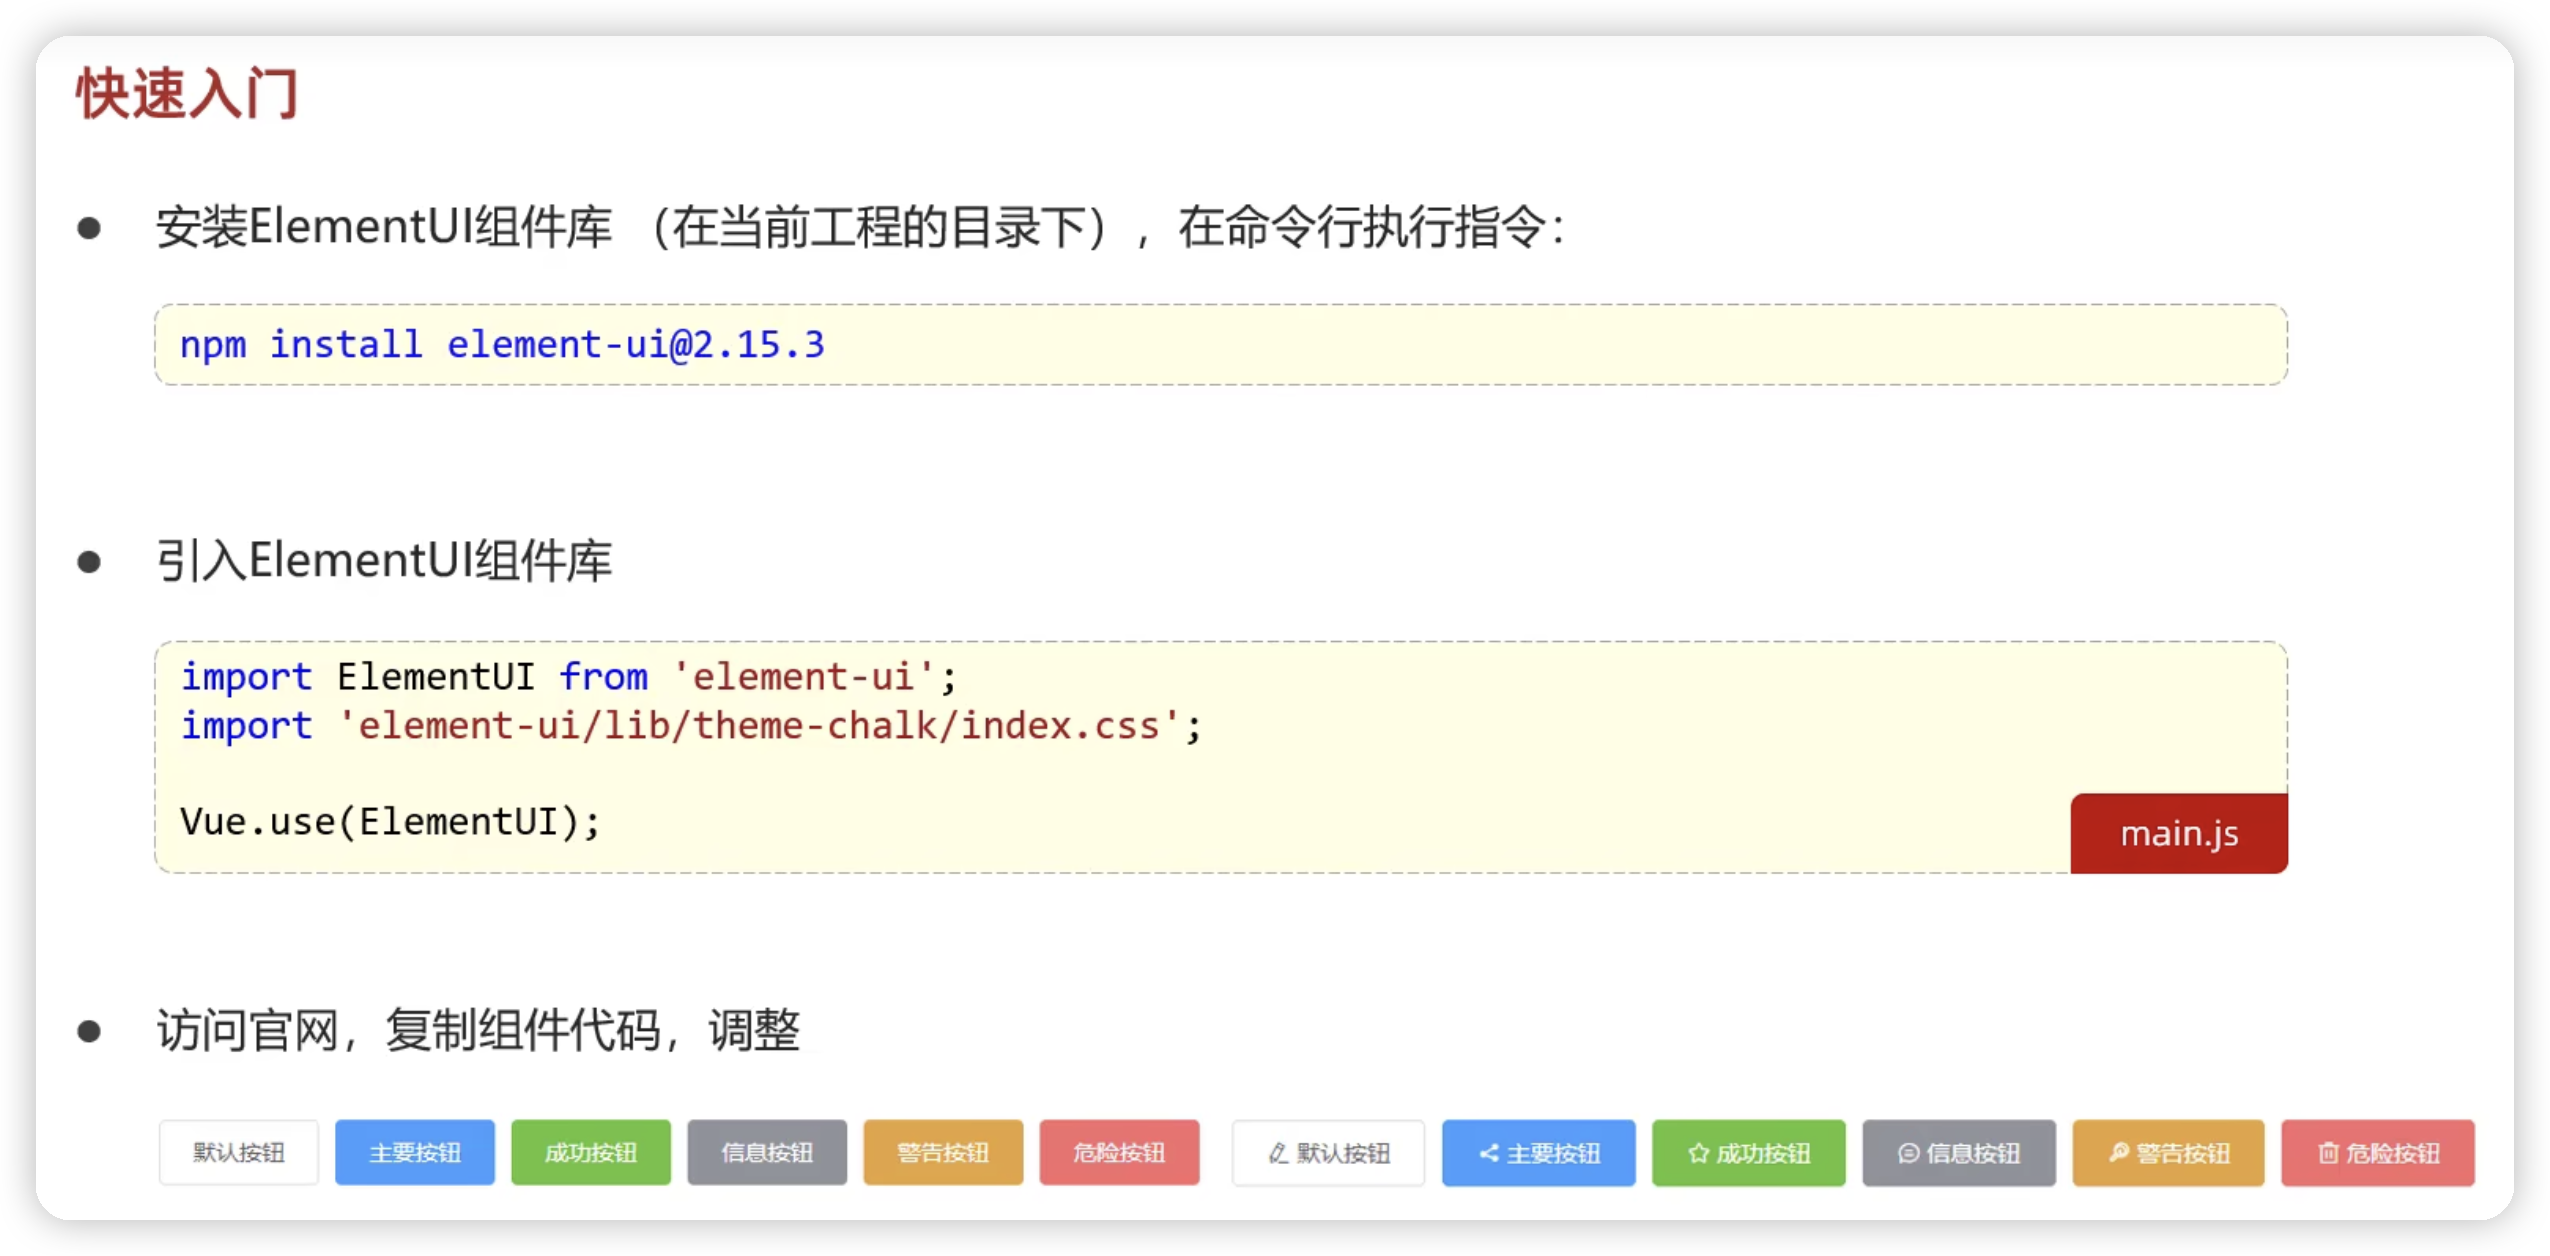 快速入门
安装ElementUI组件库 （在当前工程的目录下），在命令行执行指令：
npm install element-ui@2.15.3
引入ElementUI组件库
import ElementUI from 'element-ui';
import 'element-ui/lib/theme-chalk/index.css';
Vue.use(ElementUI);
main.js
访问官网，复制组件代码，调整
默认按钮 主要按钮 成功按钮 信息按钮 警告按钮 危险按钮 默认按钮 主要按钮 成功按钮 信息按钮 警告按钮 危险按钮